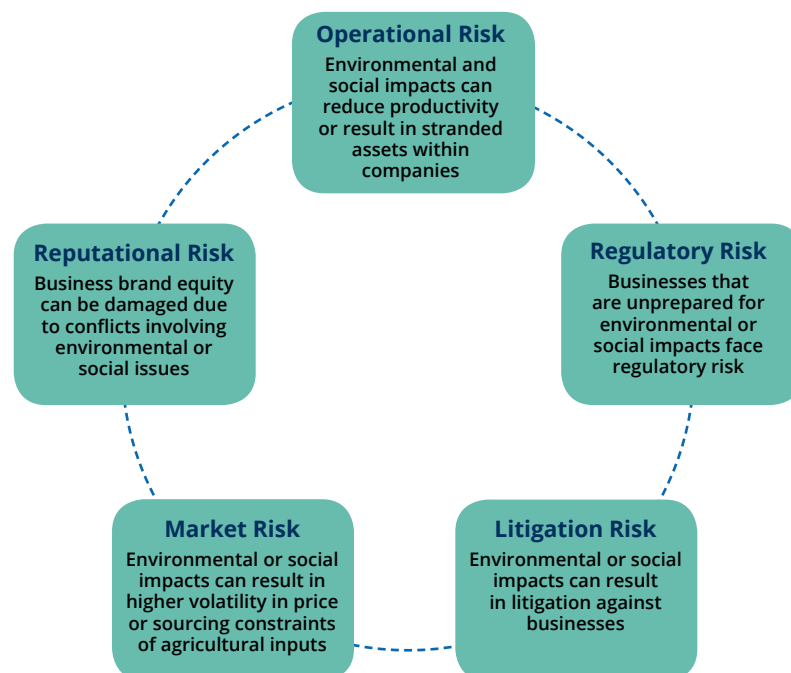 Operational Risk
Environmental and
social impacts can
reduce productivity
or result in stranded
assets within
companies
Reputational Risk
Business brand equity
can be damaged due
to conflicts involving
environmental or
social issues
Regulatory Risk
Businesses that
are unprepared for
environmental or
social impacts face
regulatory risk
Market Risk
Environmental or social
impacts can result in
higher volatility in price
or sourcing constraints
of agricultural inputs
Litigation Risk
Environmental or social
impacts can result
in litigation against
businesses